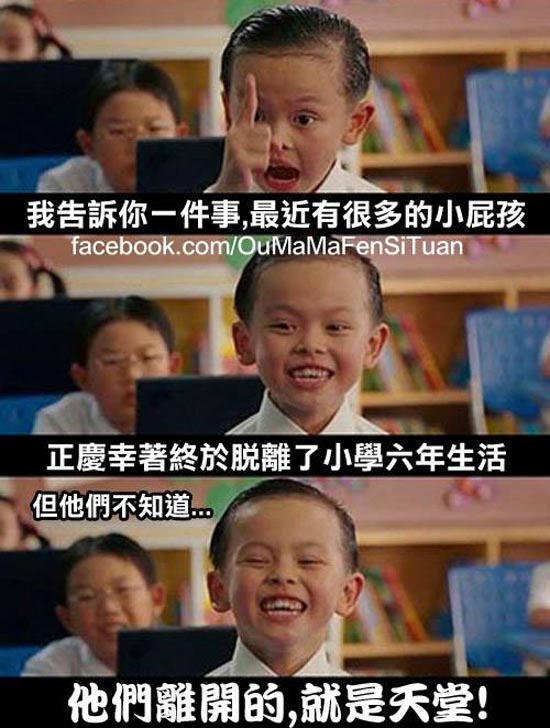 我告訴你一件事,最近有很多的小屁孩
facebook.com/OuMaMaFenSiTuan
正慶幸著終於脫離了小學六年生活
但他們不知道...
他們離開的,就是天堂!